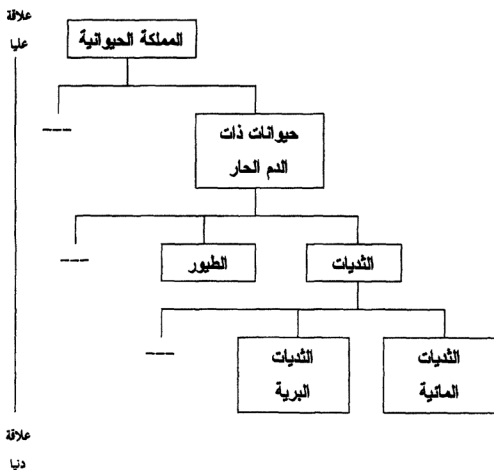 علاقة
عليا
المملكة الحيوانية
---
حيوانات ذات
الدم الحار
---
الطيور
الثديات
---
الثديات
البرية
الثديات
المائية
علاقة
دنيا